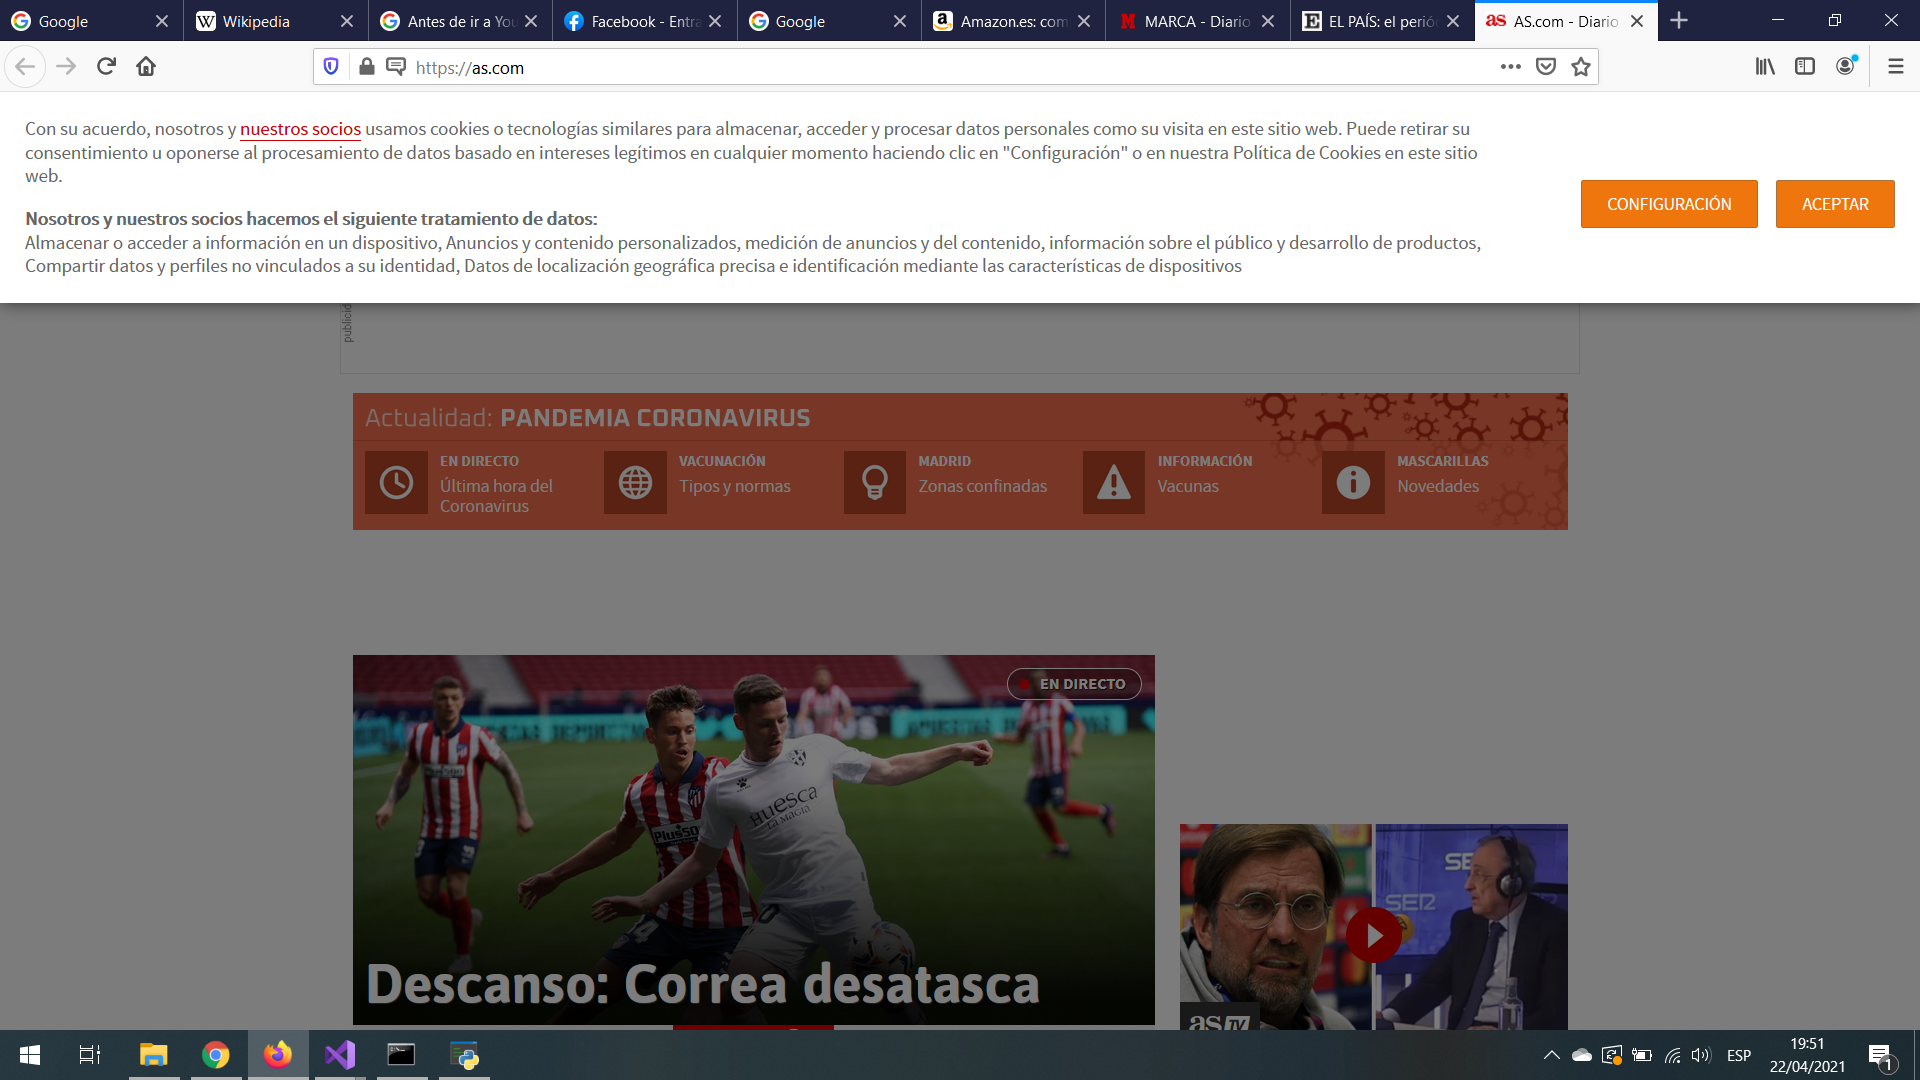 Google
Wikipedia
Antes de ir a You
Facebook - Entra
Google
Amazon.es: com
MARCA - Diario
EL PAÍS: el perió
AS.com - Diario
https://as.com
Con su acuerdo, nosotros y nuestros socios usamos cookies o tecnologías similares para almacenar, acceder y procesar datos personales como su visita en este sitio web. Puede retirar su
consentimiento u oponerse al procesamiento de datos basado en intereses legítimos en cualquier momento haciendo clic en "Configuración" o en nuestra Política de Cookies en este sitio
web.
CONFIGURACIÓN
ACEPTAR
Nosotros y nuestros socios hacemos el siguiente tratamiento de datos:
Almacenar o acceder a información en un dispositivo, Anuncios y contenido personalizados, medición de anuncios y del contenido, información sobre el público y desarrollo de productos,
Compartir datos y perfiles no vinculados a su identidad, Datos de localización geográfica precisa e identificación mediante las características de dispositivos
publicid
Actualidad: PANDEMIA CORONAVIRUS
EN DIRECTO
Última hora del
Coronavirus
VACUNACIÓN
Tipos y normas
MADRID
Zonas confinadas
INFORMACIÓN
Vacunas
MASCARILLAS
Novedades
EN DIRECTO
Plus500
HUESCA
La MaGia
Descanso: Correa desatasca
SER
as TV
ESP
19:51
22/04/2021
1